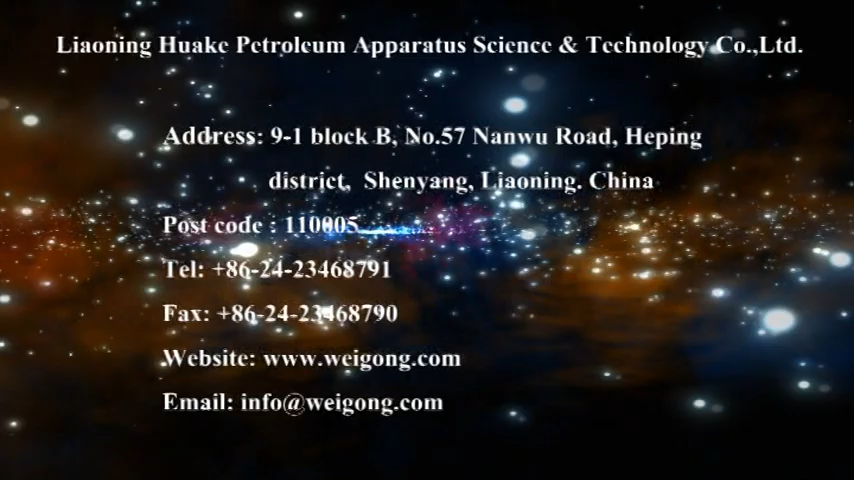 Liaoning Huake Petroleum Apparatus Science & Technology Co.,Ltd.
Address: 9-1 block B, No.57 Nanwu Road, Heping
district, Shenyang, Liaoning. China
Post code : 110005
Tel: +86-24-23468791
Fax: +86-24-23468790
Website: www.weigong.com
Email: info@weigong.com